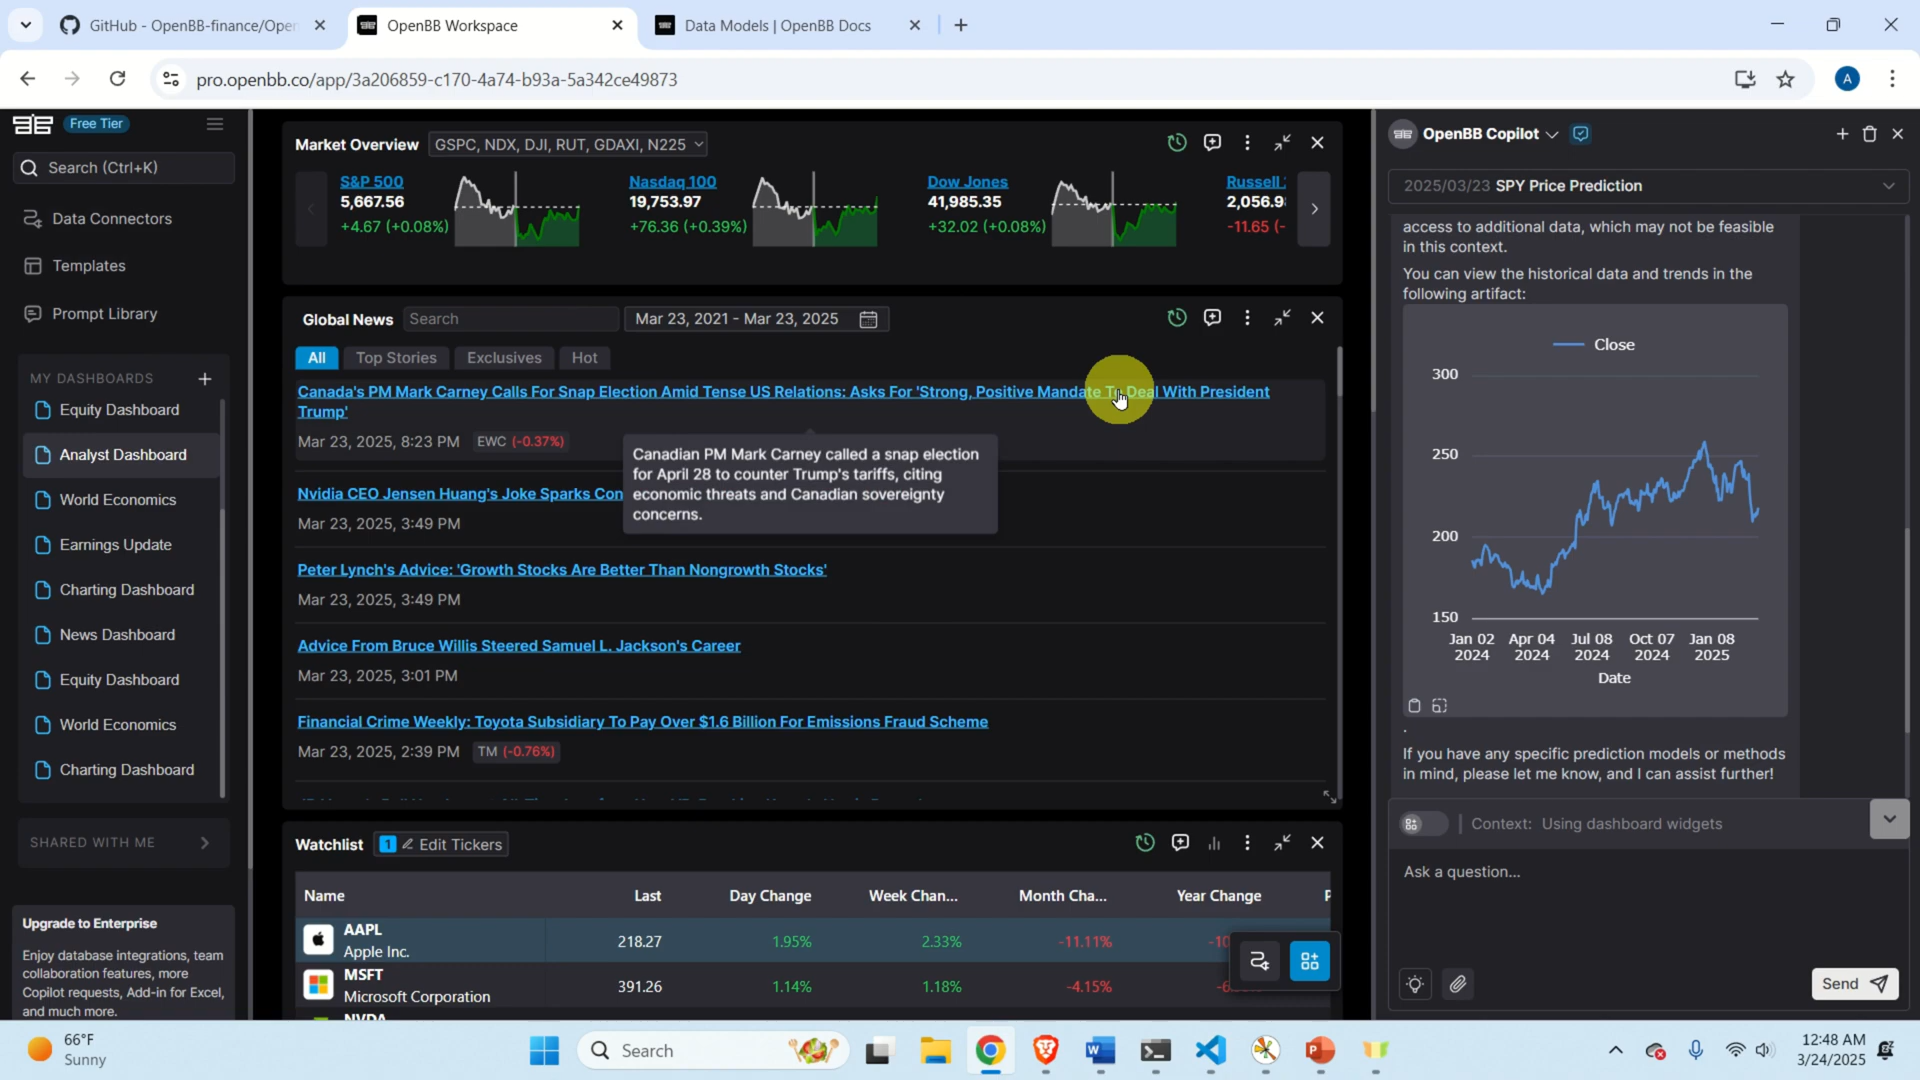 GitHub - OpenBB-finance/Oper
OpenBB Workspace
Data Models | OpenBB Docs
pro.openbb.co/app/3a206859-c170-4a74-b93a-5a342ce49873
A
Free Tier
Search (Ctrl+K)
Data Connectors
Templates
Prompt Library
MY DASHBOARDS
Equity Dashboard
Analyst Dashboard
World Economics
Earnings Update
Charting Dashboard
News Dashboard
Equity Dashboard
World Economics
Charting Dashboard
SHARED WITH ME
Upgrade to Enterprise
Enjoy database integrations, team
collaboration features, more
Copilot requests, Add-in for Excel,
and much more.
Market Overview
GSPC, NDX, DJI, RUT, GDAXI, N225
S&P 500
5,667.56
+4.67 (+0.08%)
Nasdaq 100
19,753.97
+76.36 (+0.39%)
Dow Jones
41,985.35
+32.02 (+0.08%)
Russell
2,056.9
-11.65 (-
Global News
Search
Mar 23, 2021 - Mar 23, 2025
All
Top Stories
Exclusives
Hot
Canada's PM Mark Carney Calls For Snap Election Amid Tense US Relations: Asks For 'Strong, Positive Mandate To Deal With President
Trump'
Mar 23, 2025, 8:23 PM
EWC (-0.37%)
Canadian PM Mark Carney called a snap election
for April 28 to counter Trump's tariffs, citing
economic threats and Canadian sovereignty
concerns.
Nvidia CEO Jensen Huang's Joke Sparks Con
Mar 23, 2025, 3:49 PM
Peter Lynch's Advice: 'Growth Stocks Are Better Than Nongrowth Stocks'
Mar 23, 2025, 3:49 PM
Advice From Bruce Willis Steered Samuel L. Jackson's Career
Mar 23, 2025, 3:01 PM
Financial Crime Weekly: Toyota Subsidiary To Pay Over $1.6 Billion For Emissions Fraud Scheme
Mar 23, 2025, 2:39 PM
TM (-0.76%)
Watchlist
1
Edit Tickers
Name
Last
Day Change
Week Chan...
Month Cha...
Year Change
AAPL
Apple Inc.
218.27
1.95%
2.33%
-11.11%
-10
MSFT
Microsoft Corporation
391.26
1.14%
1.18%
-4.15%
NVDA
OpenBB Copilot
2025/03/23 SPY Price Prediction
access to additional data, which may not be feasible
in this context.
You can view the historical data and trends in the
following artifact:
Close
300
250
200
150
Jan 02 Apr 04 Jul 08 Oct 07 Jan 08
2024 2024 2024 2024 2025
Date
.
If you have any specific prediction models or methods
in mind, please let me know, and I can assist further!
Context: Using dashboard widgets
Ask a question...
Send
66°F
Sunny
Search
12:48 AM
3/24/2025